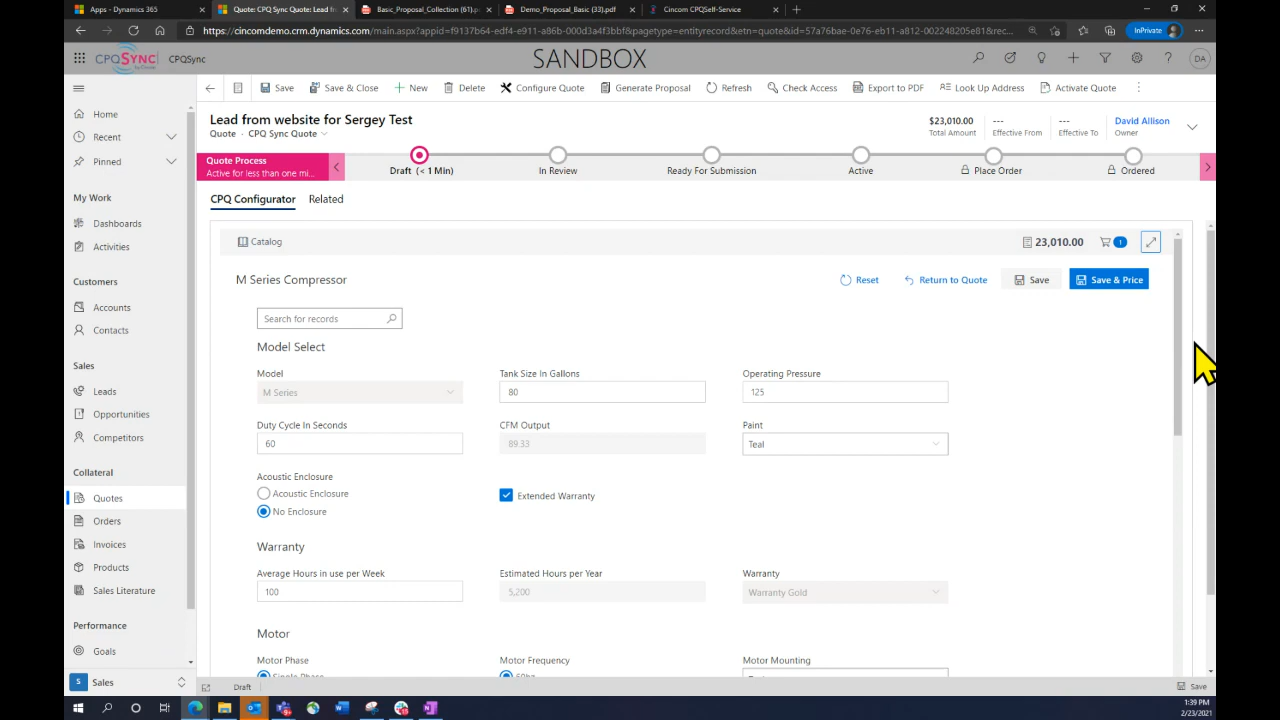 Apps - Dynamics 365
Quote: CPQ Sync Quote: Lead fr
Basic_Proposal_Collection (61).p
Demo_Proposal_Basic (33).pdf
Cincom CPQ|Self-Service
https://cincomdemo.crm.dynamics.com/main.aspx?appid=f9137b64-edf4-e911-a86b-000d3a4f3bbf&pagetype=entityrecord&etn=quote&id=57a76bae-0e76-eb11-a812-002248205e81&rec...
InPrivate
CPQSYNC
by Cincom
CPQSync
SANDBOX
DA
Save
Save & Close
New
Delete
Configure Quote
Generate Proposal
Refresh
Check Access
Export to PDF
Look Up Address
Activate Quote
Home
Recent
Pinned
My Work
Dashboards
Activities
Customers
Accounts
Contacts
Sales
Leads
Opportunities
Competitors
Collateral
Quotes
Orders
Invoices
Products
Sales Literature
Performance
Goals
S Sales
Lead from website for Sergey Test
Quote · CPQ Sync Quote
$23,010.00
Total Amount
---
Effective From
---
Effective To
David Allison
Owner
Quote Process
Active for less than one mi...
Draft (< 1 Min)
In Review
Ready For Submission
Active
Place Order
Ordered
CPQ Configurator
Related
Catalog
23,010.00
1
M Series Compressor
Reset
Return to Quote
Save
Save & Price
Search for records
Model Select
Model
Tank Size In Gallons
Operating Pressure
M Series
80
125
Duty Cycle In Seconds
CFM Output
Paint
60
89.33
Teal
Acoustic Enclosure
Acoustic Enclosure
No Enclosure
Extended Warranty
Warranty
Average Hours in use per Week
Estimated Hours per Year
Warranty
100
5,200
Warranty Gold
Motor
Motor Phase
Motor Frequency
Motor Mounting
Single Phase
60hz
Draft
Save
1:39 PM
2/23/2021